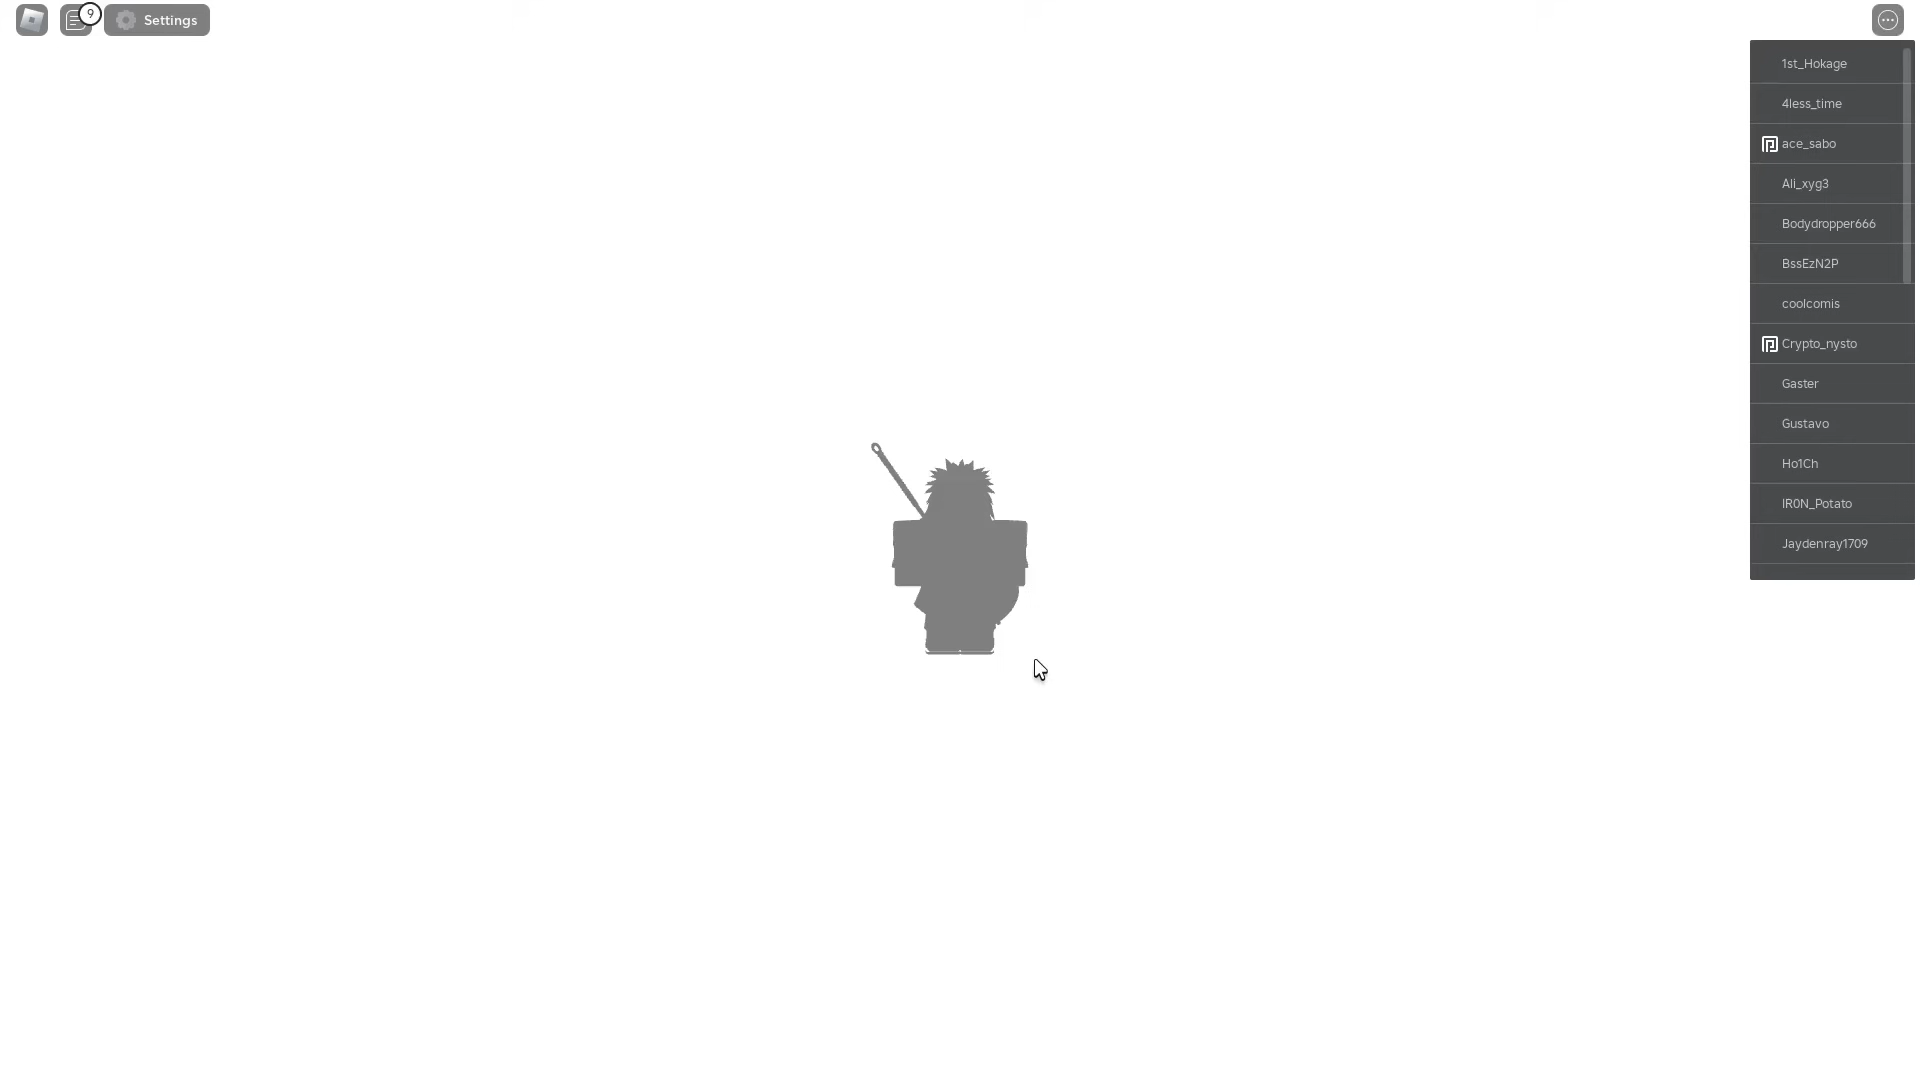 9
Settings
1st_Hokage
4less_time
ace_sabo
Ali_xyg3
Bodydropper666
BssEzN2P
coolcomis
Crypto_nysto
Gaster
Gustavo
Ho1Ch
IR0N_Potato
Jaydenray1709